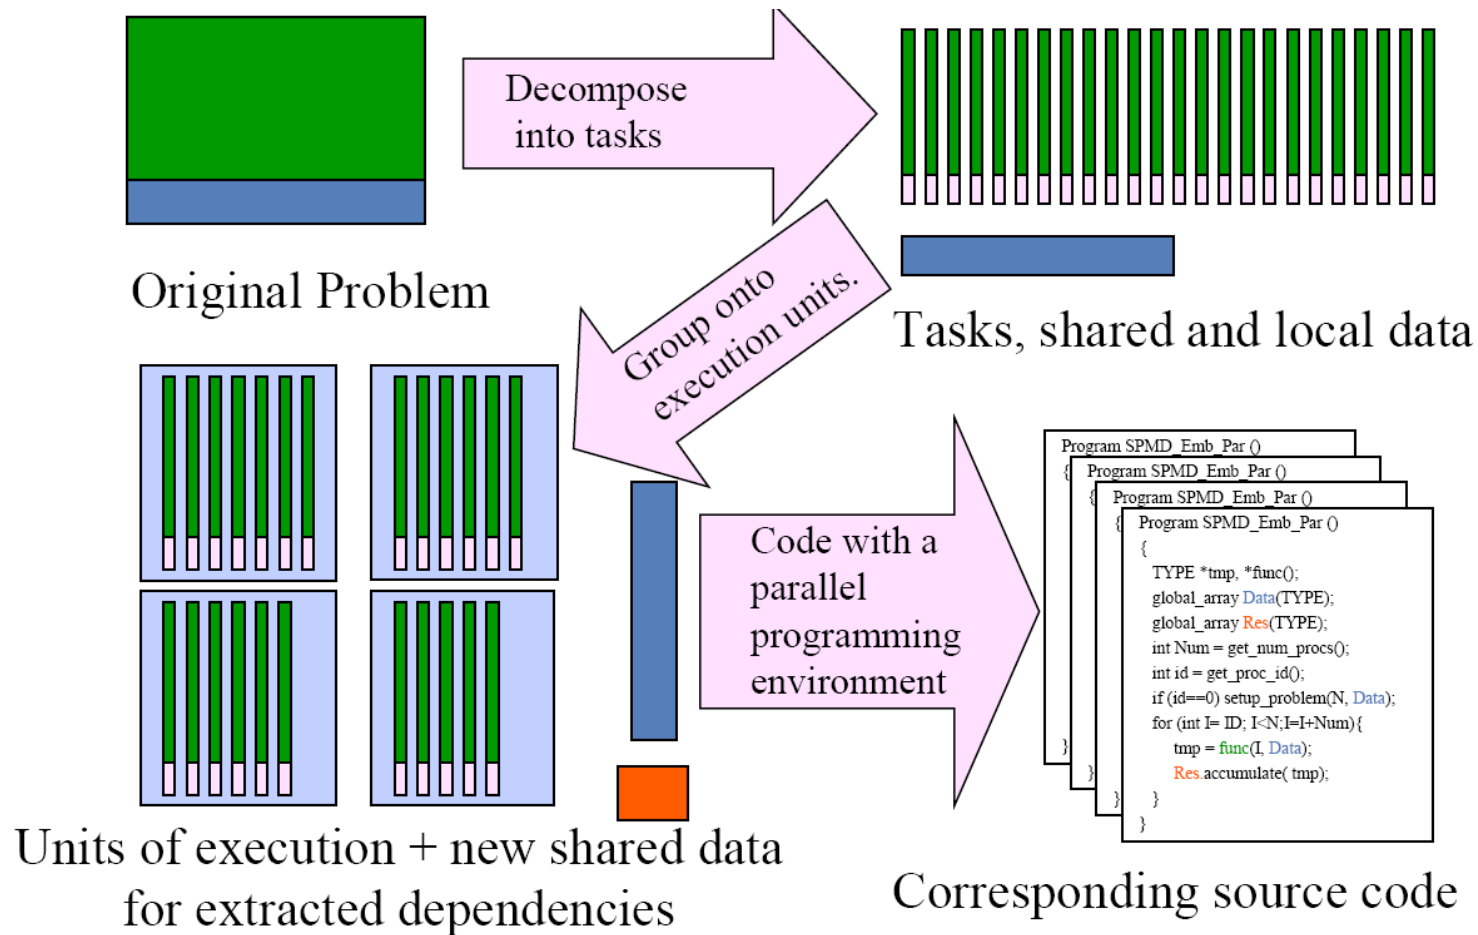 Decompose
into tasks
Original Problem
Tasks, shared and local data
Group onto
execution units.
Units of execution + new shared data
for extracted dependencies
Code with a
parallel
programming
environment
Program SPMD_Emb_Par ()
{
}
Program SPMD_Emb_Par ()
{
}
Program SPMD_Emb_Par ()
{
}
Program SPMD_Emb_Par ()
{
TYPE *tmp, *func();
global_array Data(TYPE);
global_array Res(TYPE);
int Num = get_num_procs();
int id = get_proc_id();
if (id==0) setup_problem(N, Data);
for (int I= ID; I<N;I=I+Num){
tmp = func(I, Data);
Res.accumulate( tmp);
}
}
Corresponding source code